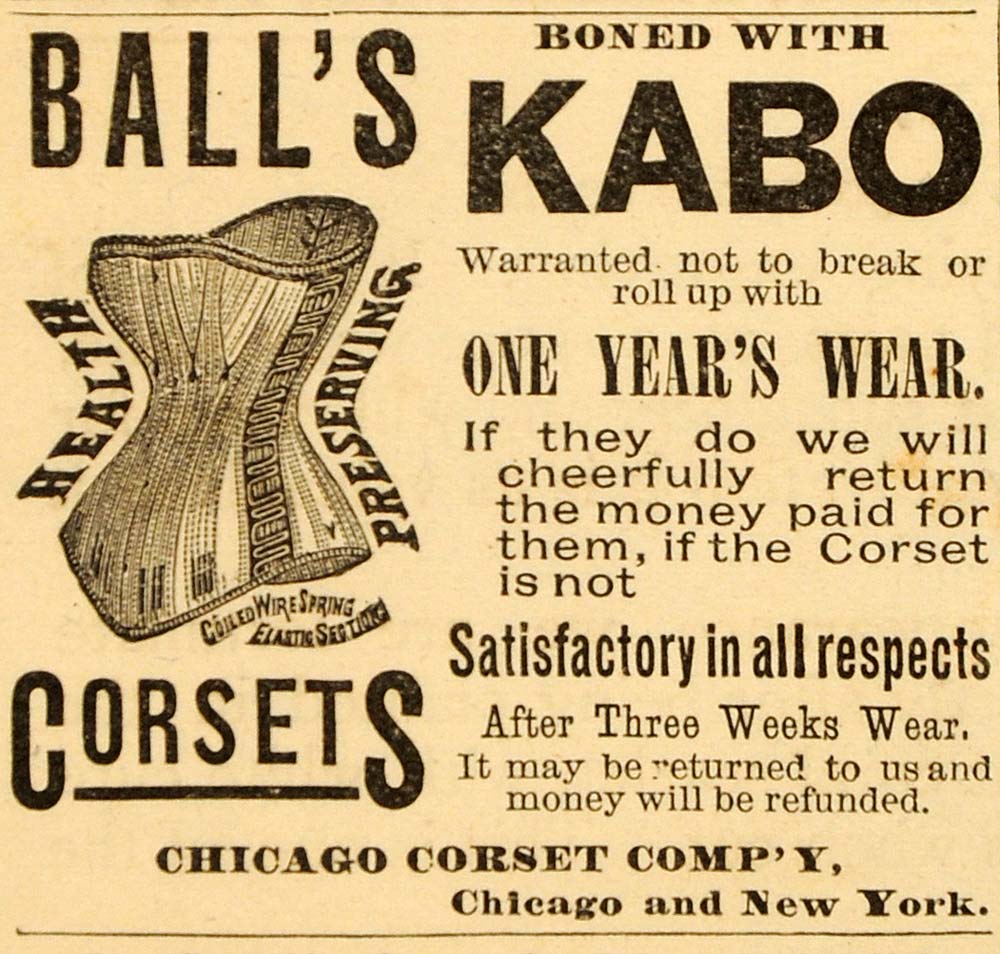 BALL'S
HEALTH
PRESERVING
COILED WIRE SPRING
ELASTIC SECTIONS
CORSETS
BONED WITH
KABO
Warranted not to break or
roll up with
ONE YEAR'S WEAR.
If they do we will
cheerfully return
the money paid for
them, if the Corset
is not
Satisfactory in all respects
After Three Weeks Wear.
It may be returned to us and
money will be refunded.
CHICAGO CORSET COMP'Y,
Chicago and New York.